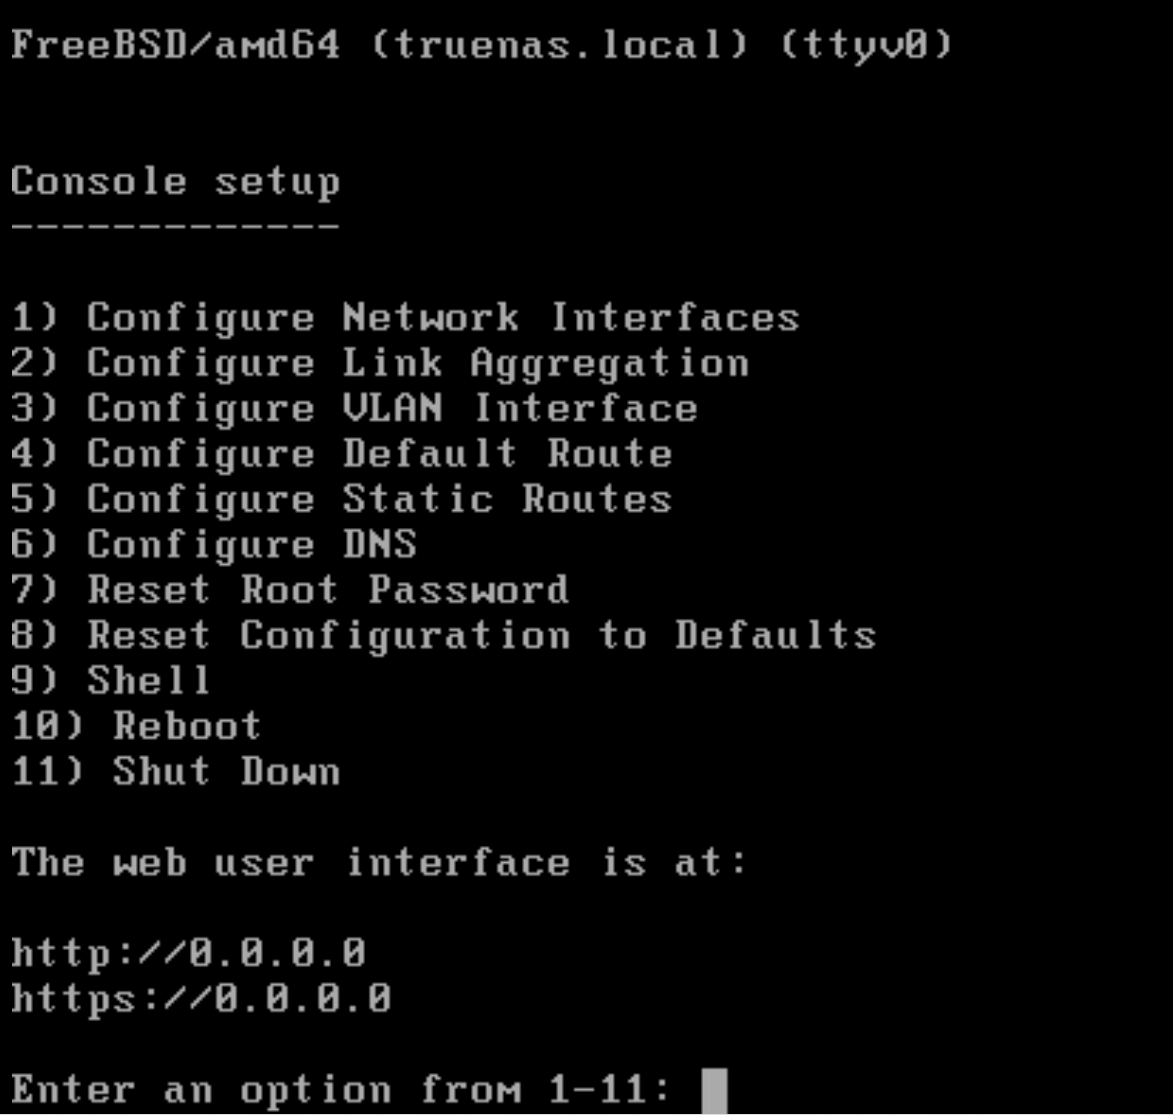 FreeBSD/amd64 (truenas.local) (ttyv0)
Console setup
-------------
1) Configure Network Interfaces
2) Configure Link Aggregation
3) Configure VLAN Interface
4) Configure Default Route
5) Configure Static Routes
6) Configure DNS
7) Reset Root Password
8) Reset Configuration to Defaults
9) Shell
10) Reboot
11) Shut Down
The web user interface is at:
http://0.0.0.0
https://0.0.0.0
Enter an option from 1-11: